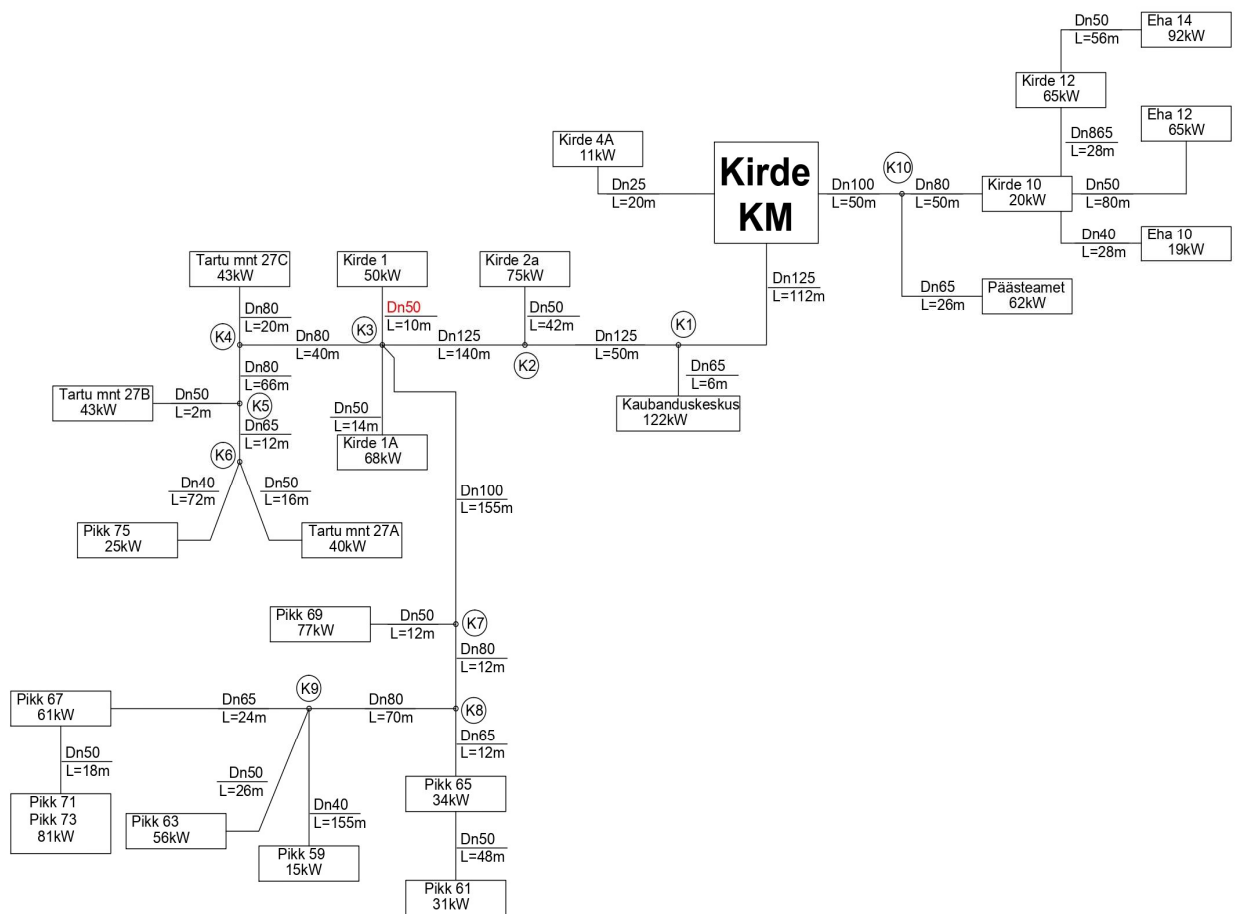 Dn50
L=56m
Eha 14
92kW
Kirde 12
65kW
Dn865
L=28m
Eha 12
65kW
Kirde 4A
11kW
Dn25
L=20m
Kirde
KM
Dn100
L=50m
K10
Dn80
L=50m
Kirde 10
20kW
Dn50
L=80m
Dn40
L=28m
Eha 10
19kW
Dn65
L=26m
Päästeamet
62kW
Dn125
L=112m
Tartu mnt 27C
43kW
Kirde 1
50kW
Kirde 2a
75kW
Dn80
L=20m
Dn50
L=10m
Dn50
L=42m
K4
Dn80
L=40m
K3
Dn125
L=140m
K2
Dn125
L=50m
K1
Dn65
L=6m
Kaubanduskeskus
122kW
Dn80
L=66m
Tartu mnt 27B
43kW
Dn50
L=2m
K5
Dn65
L=12m
Dn50
L=14m
Kirde 1A
68kW
K6
Dn40
L=72m
Dn50
L=16m
Pikk 75
25kW
Tartu mnt 27A
40kW
Dn100
L=155m
Pikk 69
77kW
Dn50
L=12m
K7
Dn80
L=12m
Pikk 67
61kW
Dn65
L=24m
K9
Dn80
L=70m
K8
Dn65
L=12m
Dn50
L=18m
Dn50
L=26m
Pikk 71
Pikk 73
81kW
Pikk 63
56kW
Dn40
L=155m
Pikk 59
15kW
Pikk 65
34kW
Dn50
L=48m
Pikk 61
31kW